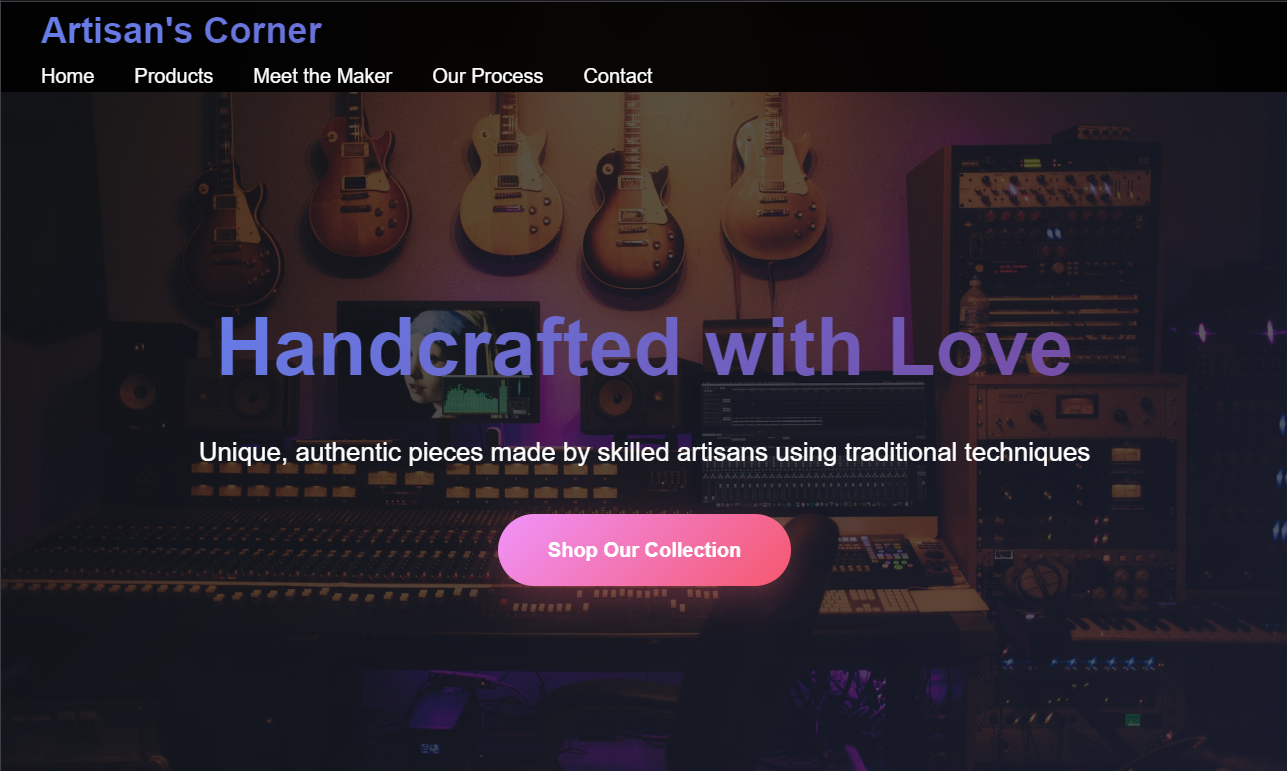 Artisan's Corner
Home Products Meet the Maker Our Process Contact
Handcrafted with Love
Unique, authentic pieces made by skilled artisans using traditional techniques
Shop Our Collection